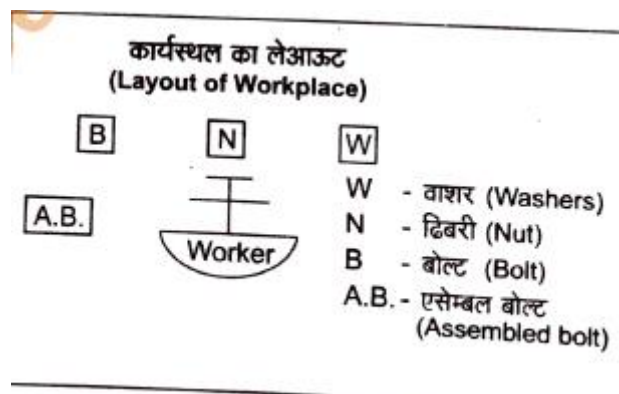 कार्यस्थल का लेआऊट
(Layout of Workplace)
B N W
A.B.
Worker
W - वाशर (Washers)
N - ढिबरी (Nut)
B - बोल्ट (Bolt)
A.B.- एसेम्बल बोल्ट
(Assembled bolt)